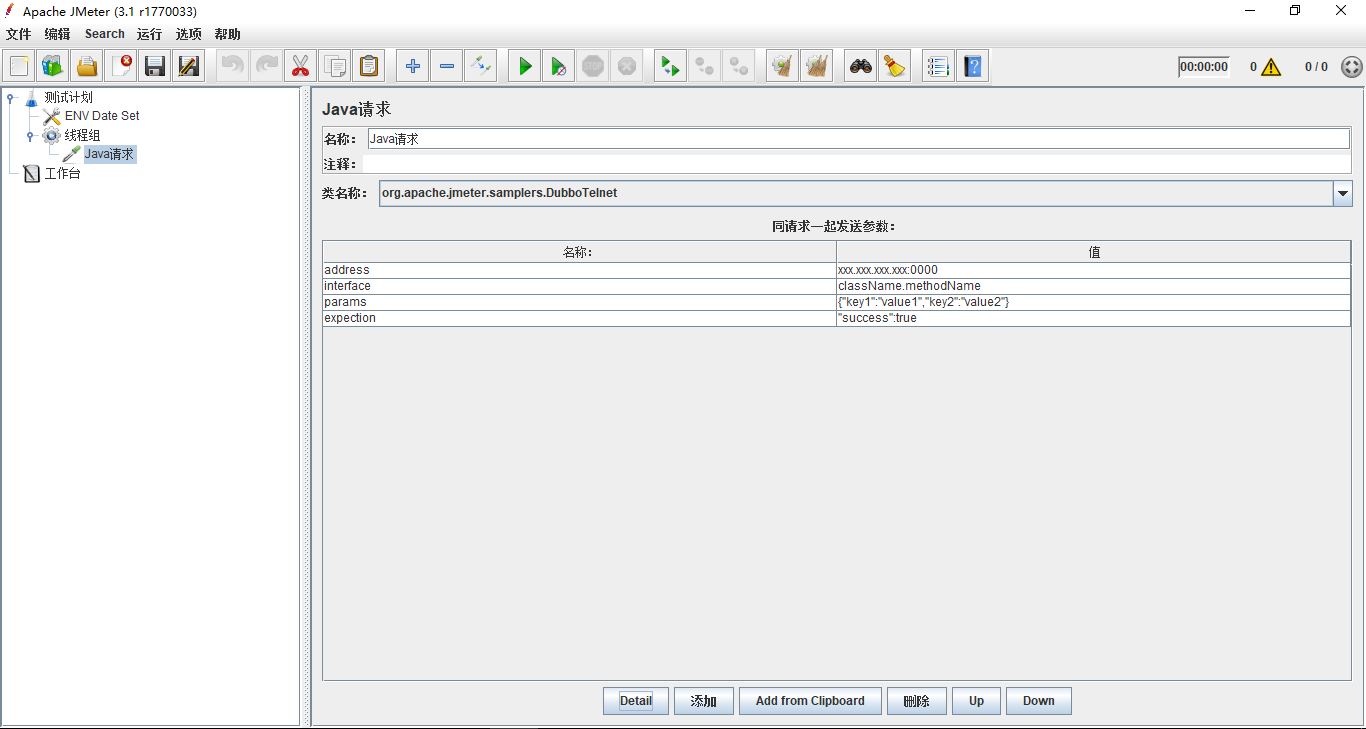 Apache JMeter (3.1 r1770033)
文件 编辑 Search 运行 选项 帮助
STOP 00:00:00 0 0 / 0
测试计划
ENV Date Set
线程组
Java请求
工作台
Java请求
名称： Java请求
注释：
类名称： org.apache.jmeter.samplers.DubboTelnet
同请求一起发送参数：
名称： 值
address xxx.xxx.xxx.xxx:0000
interface className.methodName
params {"key1":"value1","key2":"value2"}
expection "success":true
Detail 添加 Add from Clipboard 删除 Up Down